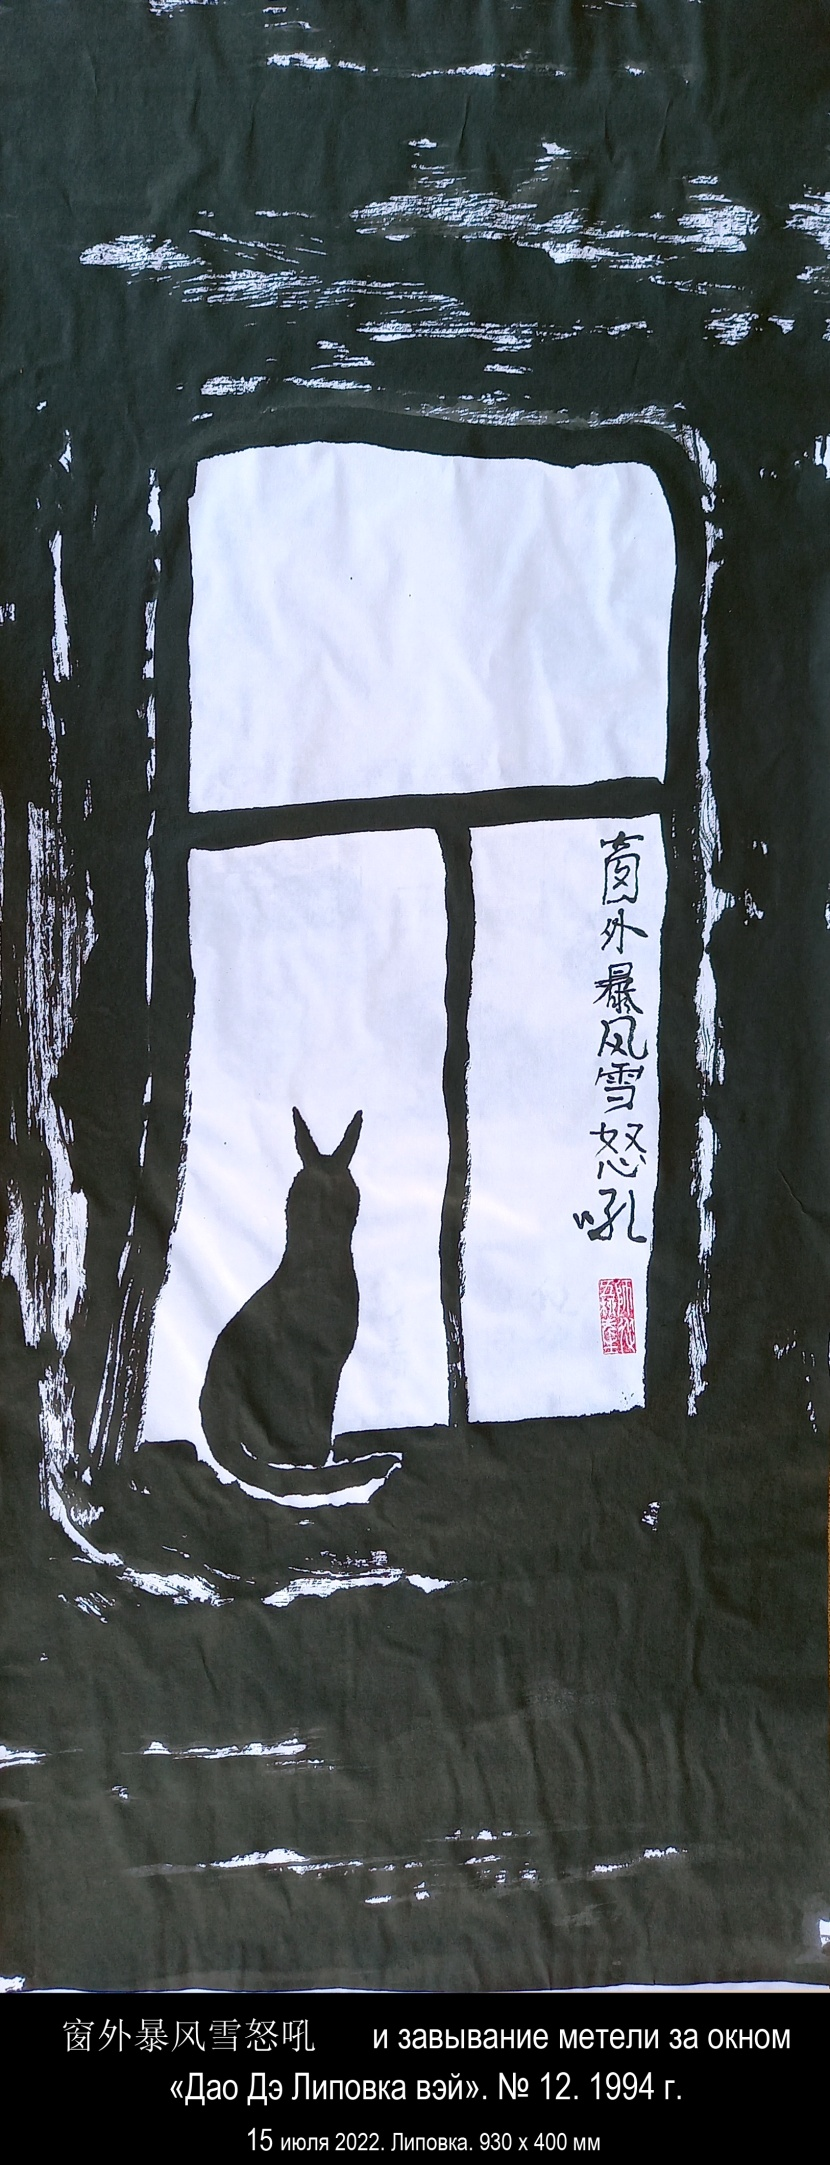 窗外暴风雪怒吼
窗外暴风雪怒吼 и завывание метели за окном
«Дао Дэ Липовка вэй». № 12. 1994 г.
15 июля 2022. Липовка. 930 х 400 мм